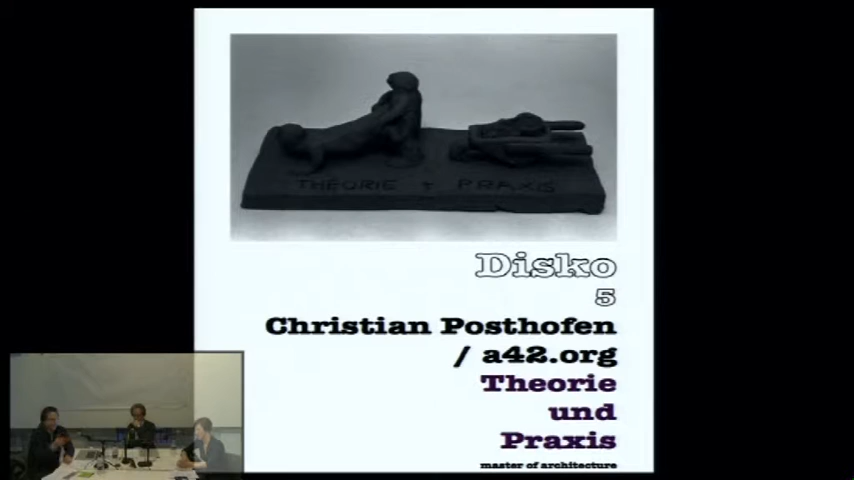 THEORIE + PRAXIS
Disko
5
Christian Posthofen
/ a42.org
Theorie
und
Praxis
master of architecture